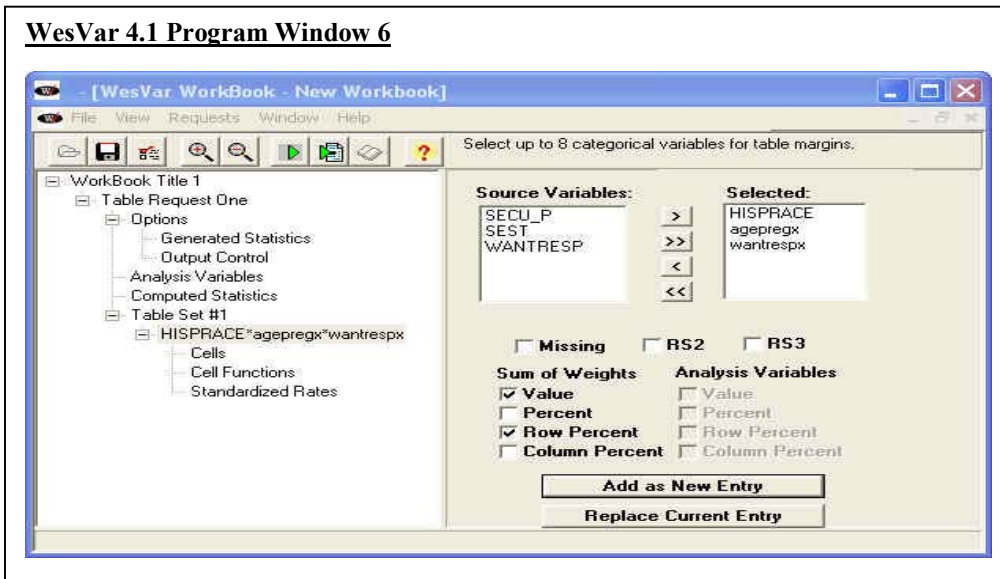 WesVar 4.1 Program Window 6
- [WesVar WorkBook - New Workbook]
File View Requests Window Help
Select up to 8 categorical variables for table margins.
WorkBook Title 1
Table Request One
Options
Generated Statistics
Output Control
Analysis Variables
Computed Statistics
Table Set #1
HISPRACE*agepregx*wantrespx
Cells
Cell Functions
Standardized Rates
Source Variables:
SECU_P
SEST
WANTRESP
>
>>
<
<<
Selected:
HISPRACE
agepregx
wantrespx
Missing RS2 RS3
Sum of Weights Analysis Variables
Value Value
Percent Percent
Row Percent Row Percent
Column Percent Column Percent
Add as New Entry
Replace Current Entry